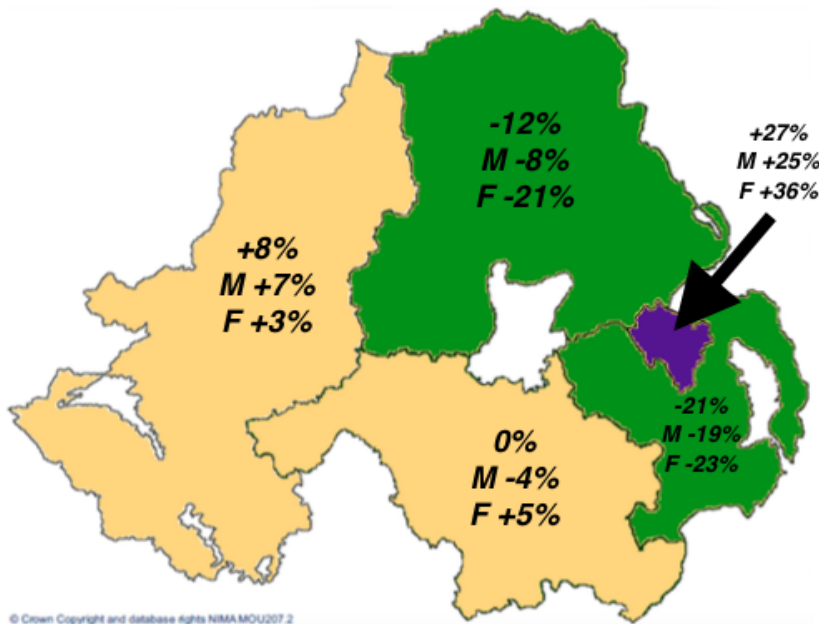 -12%
M -8%
F -21%
+27%
M +25%
F +36%
+8%
M +7%
F +3%
-21%
M -19%
F -23%
0%
M -4%
F +5%
© Crown Copyright and database rights NIMA MOU207.2